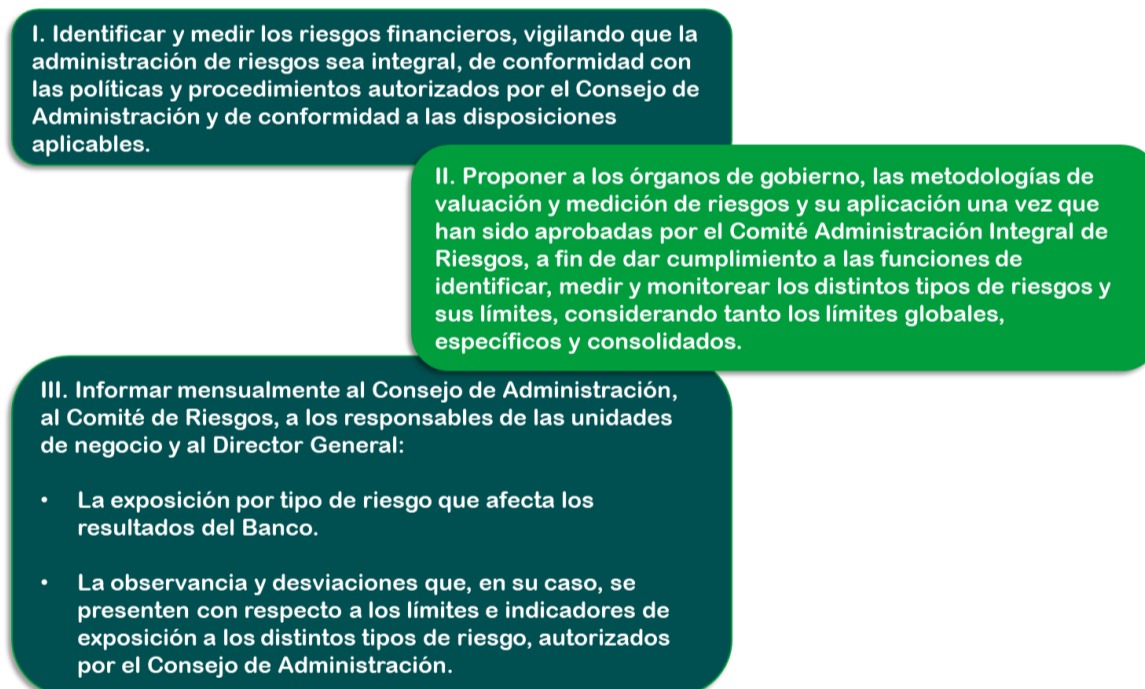 I. Identificar y medir los riesgos financieros, vigilando que la
administración de riesgos sea integral, de conformidad con
las políticas y procedimientos autorizados por el Consejo de
Administración y de conformidad a las disposiciones
aplicables.
II. Proponer a los órganos de gobierno, las metodologías de
valuación y medición de riesgos y su aplicación una vez que
han sido aprobadas por el Comité Administración Integral de
Riesgos, a fin de dar cumplimiento a las funciones de
identificar, medir y monitorear los distintos tipos de riesgos y
sus límites, considerando tanto los límites globales,
específicos y consolidados.
III. Informar mensualmente al Consejo de Administración,
al Comité de Riesgos, a los responsables de las unidades
de negocio y al Director General:
• La exposición por tipo de riesgo que afecta los
resultados del Banco.
• La observancia y desviaciones que, en su caso, se
presenten con respecto a los límites e indicadores de
exposición a los distintos tipos de riesgo, autorizados
por el Consejo de Administración.